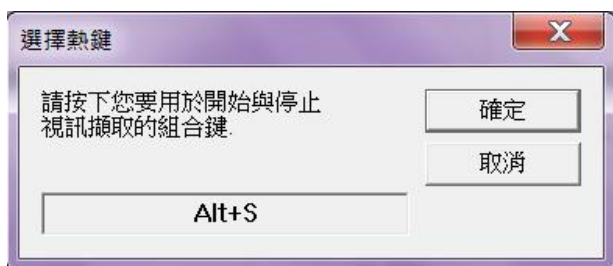 選擇熱鍵
請按下您要用於開始與停止
視訊擷取的組合鍵.
確定
取消
Alt+S